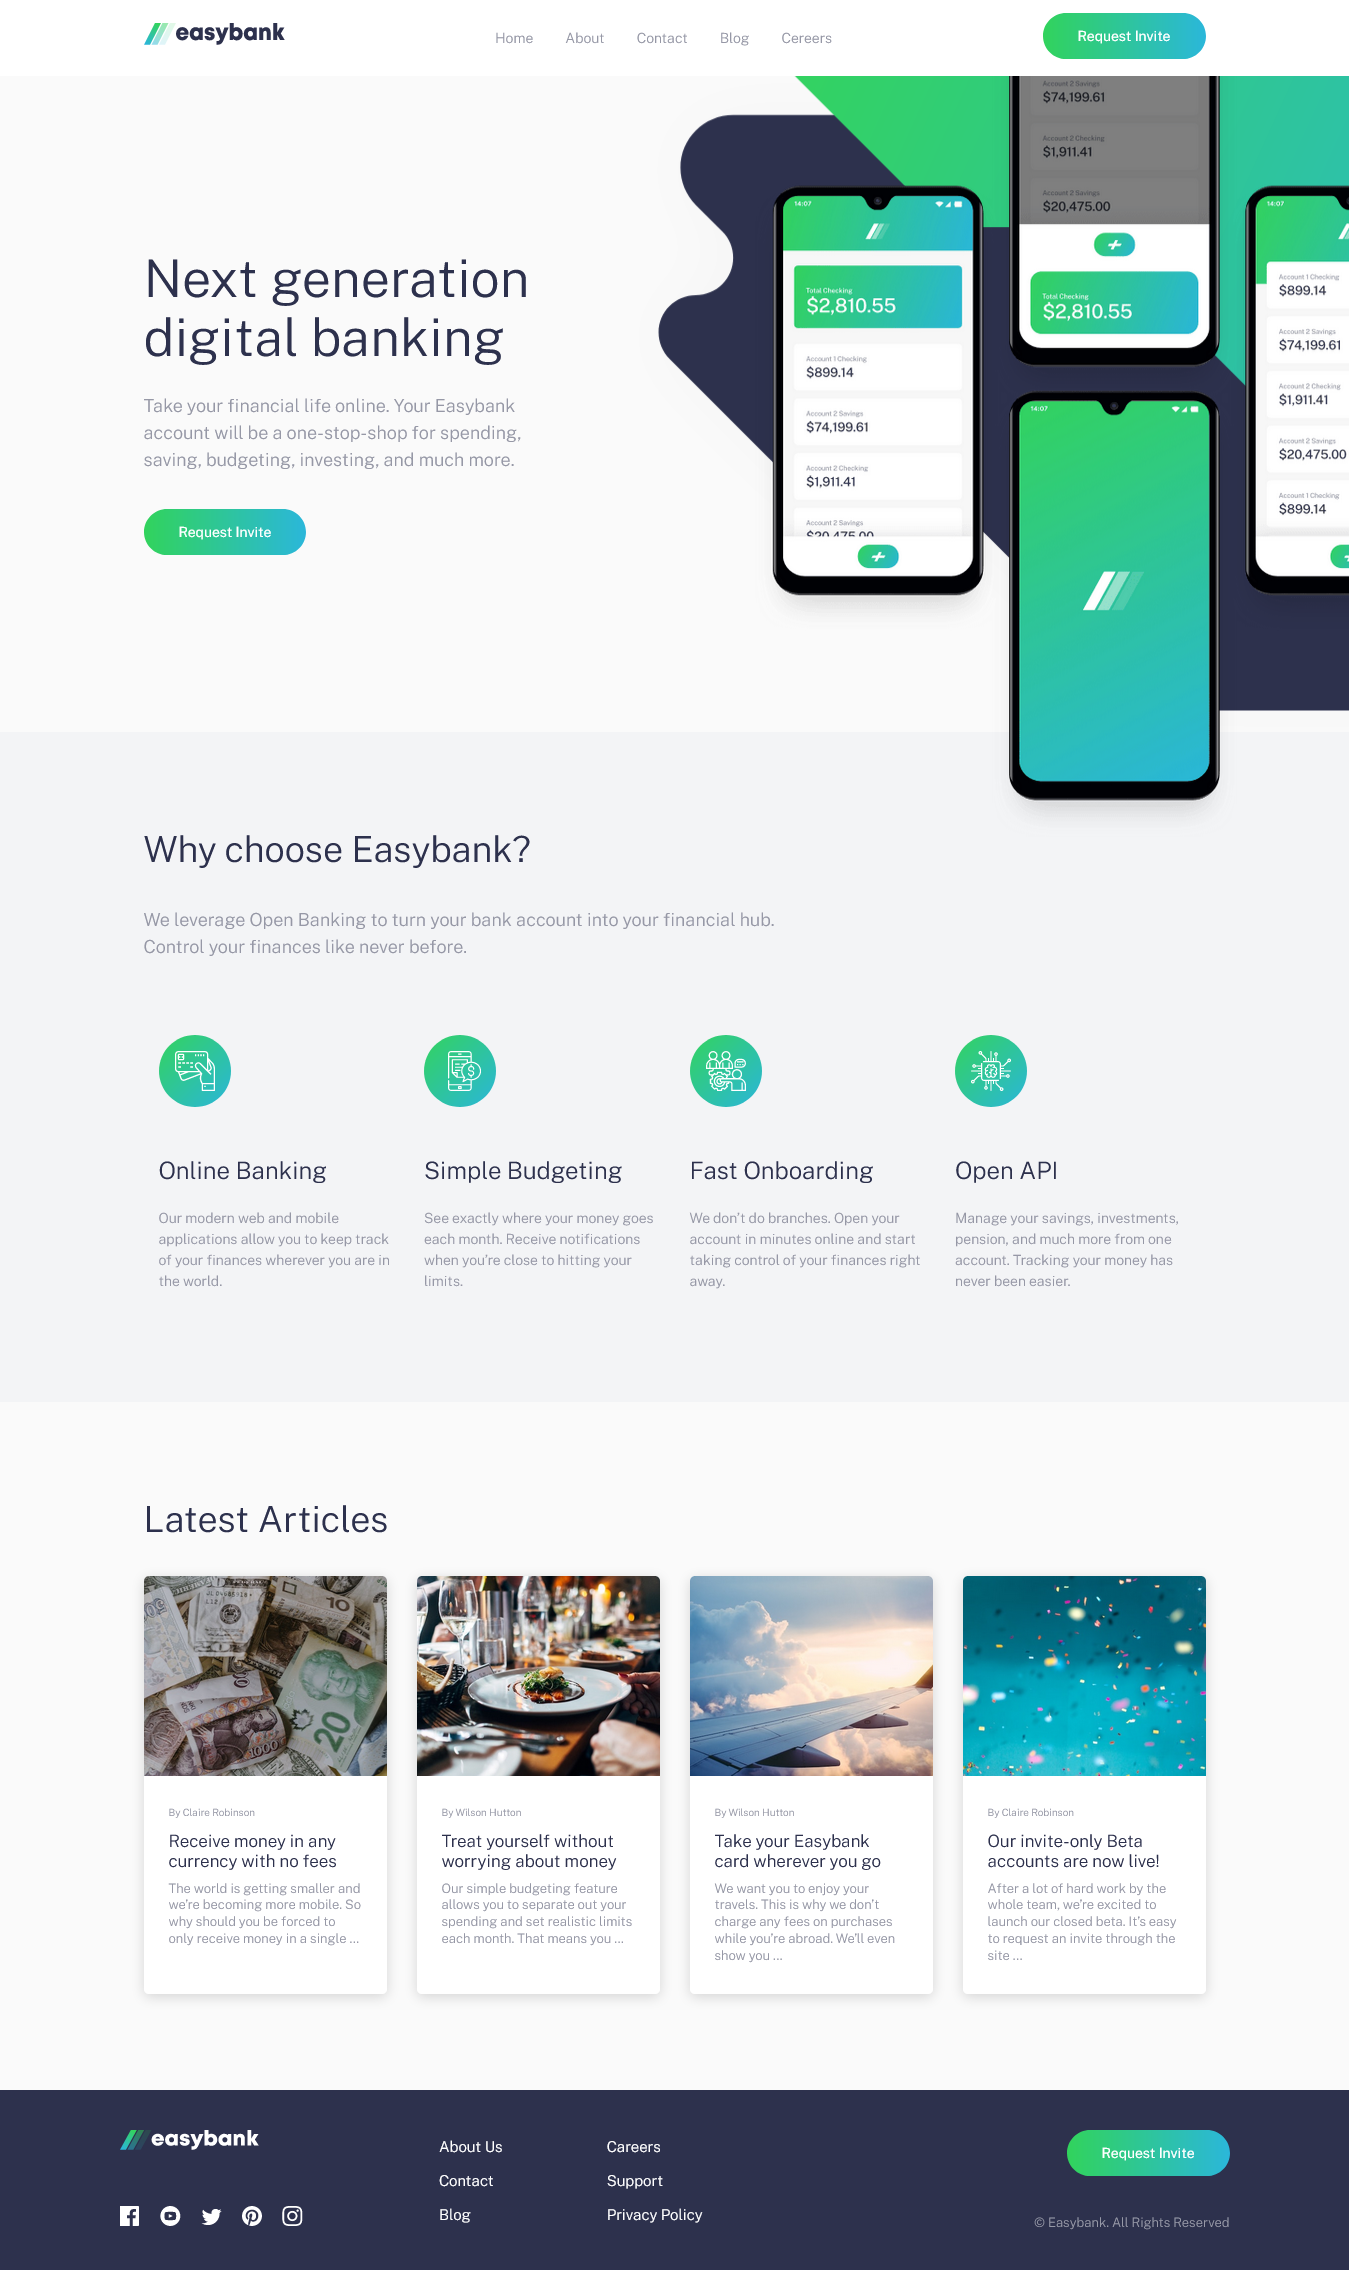 easybank
Home
About
Contact
Blog
Cereers
Request Invite
Next generation
digital banking
Take your financial life online. Your Easybank
account will be a one-stop-shop for spending,
saving, budgeting, investing, and much more.
Request Invite
14:07
Total Checking
$2,810.55
Account 1 Checking
$899.14
Account 2 Savings
$74,199.61
Account 2 Checking
$1,911.41
Account 2 Savings
$20,475.00
Account 2 Savings
$74,199.61
Account 2 Checking
$1,911.41
Account 2 Savings
$20,475.00
Total Checking
$2,810.55
14:07
14:07
Account 1 Checking
$899.14
Account 2 Savings
$74,199.61
Account 2 Checking
$1,911.41
Account 2 Savings
$20,475.00
Account 1 Checking
$899.14
Why choose Easybank?
We leverage Open Banking to turn your bank account into your financial hub.
Control your finances like never before.
Online Banking
Our modern web and mobile
applications allow you to keep track
of your finances wherever you are in
the world.
Simple Budgeting
See exactly where your money goes
each month. Receive notifications
when you're close to hitting your
limits.
Fast Onboarding
We don't do branches. Open your
account in minutes online and start
taking control of your finances right
away.
Open API
Manage your savings, investments,
pension, and much more from one
account. Tracking your money has
never been easier.
Latest Articles
10
20
1000
20
By Claire Robinson
Receive money in any
currency with no fees
The world is getting smaller and
we're becoming more mobile. So
why should you be forced to
only receive money in a single ...
By Wilson Hutton
Treat yourself without
worrying about money
Our simple budgeting feature
allows you to separate out your
spending and set realistic limits
each month. That means you ...
By Wilson Hutton
Take your Easybank
card wherever you go
We want you to enjoy your
travels. This is why we don't
charge any fees on purchases
while you're abroad. We'll even
show you ...
By Claire Robinson
Our invite-only Beta
accounts are now live!
After a lot of hard work by the
whole team, we're excited to
launch our closed beta. It's easy
to request an invite through the
site ...
easybank
About Us
Contact
Blog
Careers
Support
Privacy Policy
Request Invite
© Easybank. All Rights Reserved